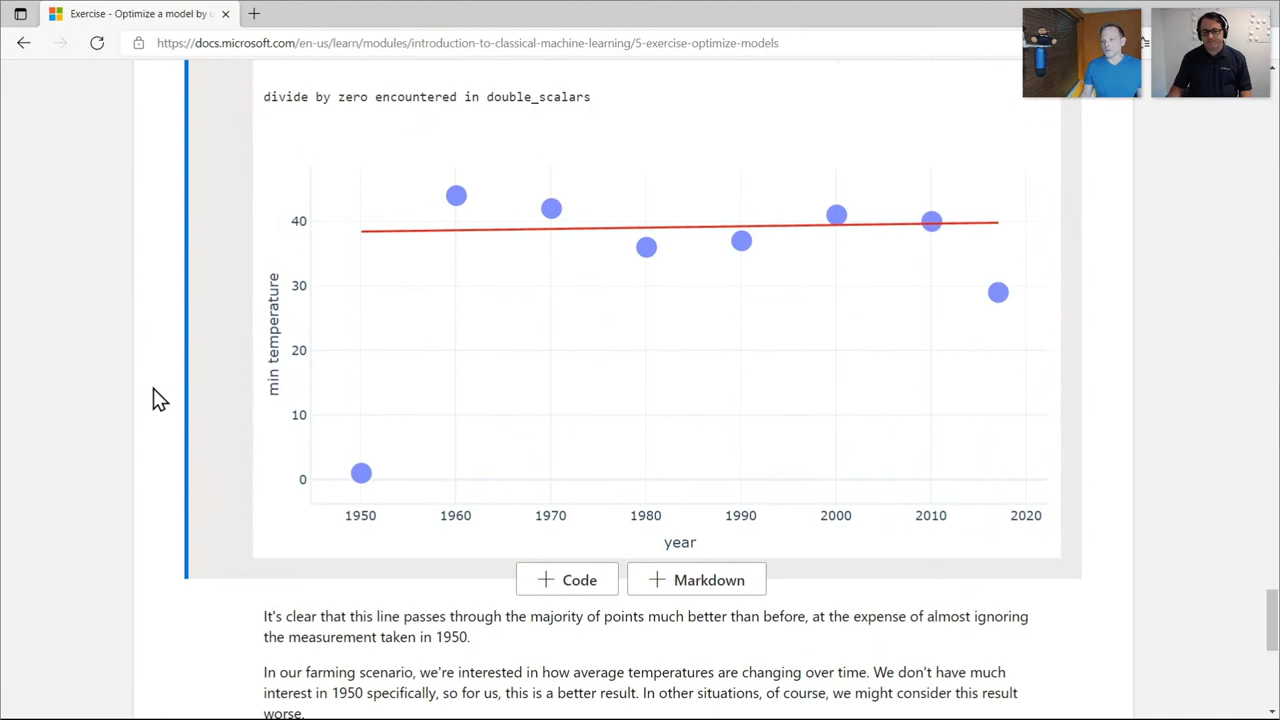 Exercise - Optimize a model by u
https://docs.microsoft.com/en-us/learn/modules/introduction-to-classical-machine-learning/5-exercise-optimize-models
divide by zero encountered in double_scalars
40
30
20
10
0
min temperature
1950 1960 1970 1980 1990 2000 2010 2020
year
+ Code + Markdown
It's clear that this line passes through the majority of points much better than before, at the expense of almost ignoring
the measurement taken in 1950.
In our farming scenario, we're interested in how average temperatures are changing over time. We don't have much
interest in 1950 specifically, so for us, this is a better result. In other situations, of course, we might consider this result
worse.